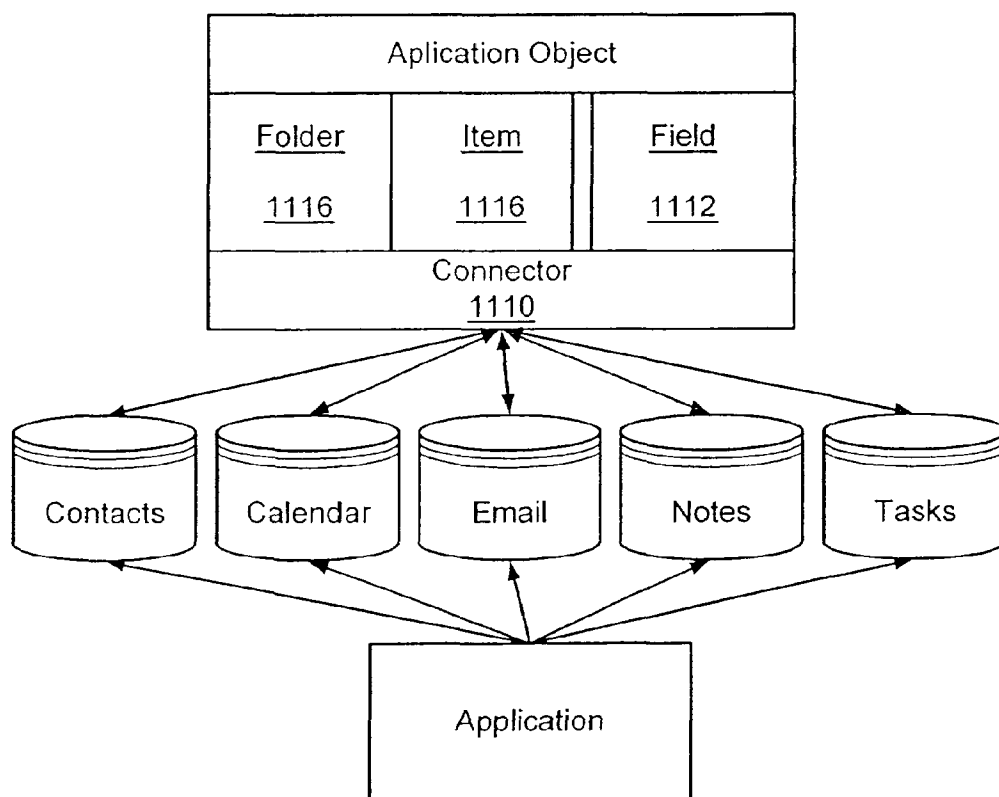 Aplication Object
Folder Item Field
1116 1116 1112
Connector
1110
Contacts Calendar Email Notes Tasks
Application